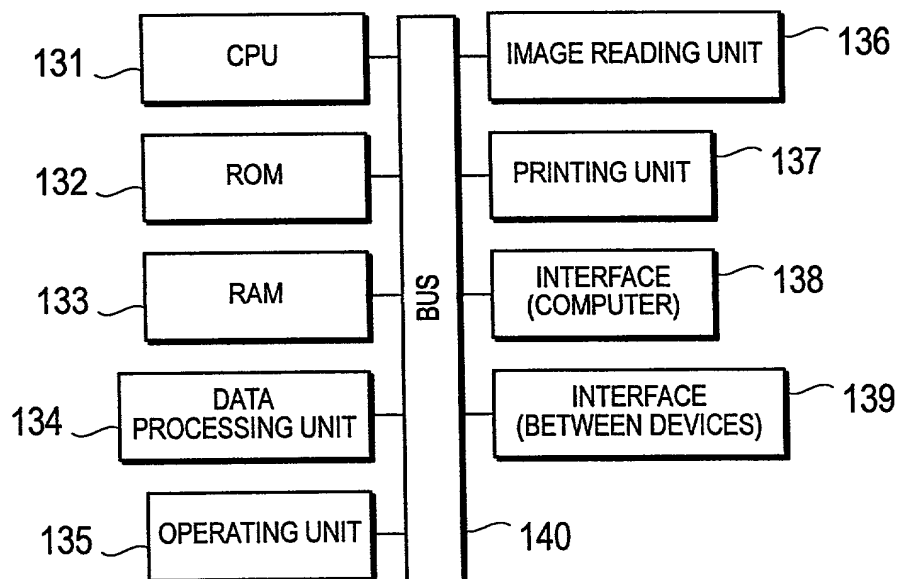 131
CPU
132
ROM
133
RAM
134
DATA
PROCESSING UNIT
135
OPERATING UNIT
BUS
140
IMAGE READING UNIT
136
PRINTING UNIT
137
INTERFACE
(COMPUTER)
138
INTERFACE
(BETWEEN DEVICES)
139